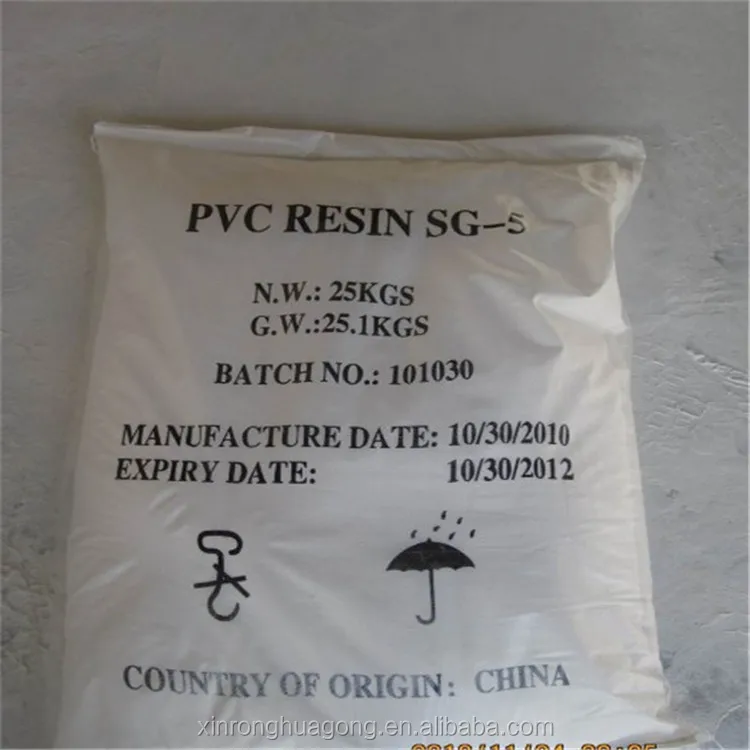 PVC RESIN SG-5
N.W.: 25KGS
G.W.:25.1KGS
BATCH NO.: 101030
MANUFACTURE DATE: 10/30/2010
EXPIRY DATE: 10/30/2012
COUNTRY OF ORIGIN: CHINA
xinronghuagong.en.alibaba.com